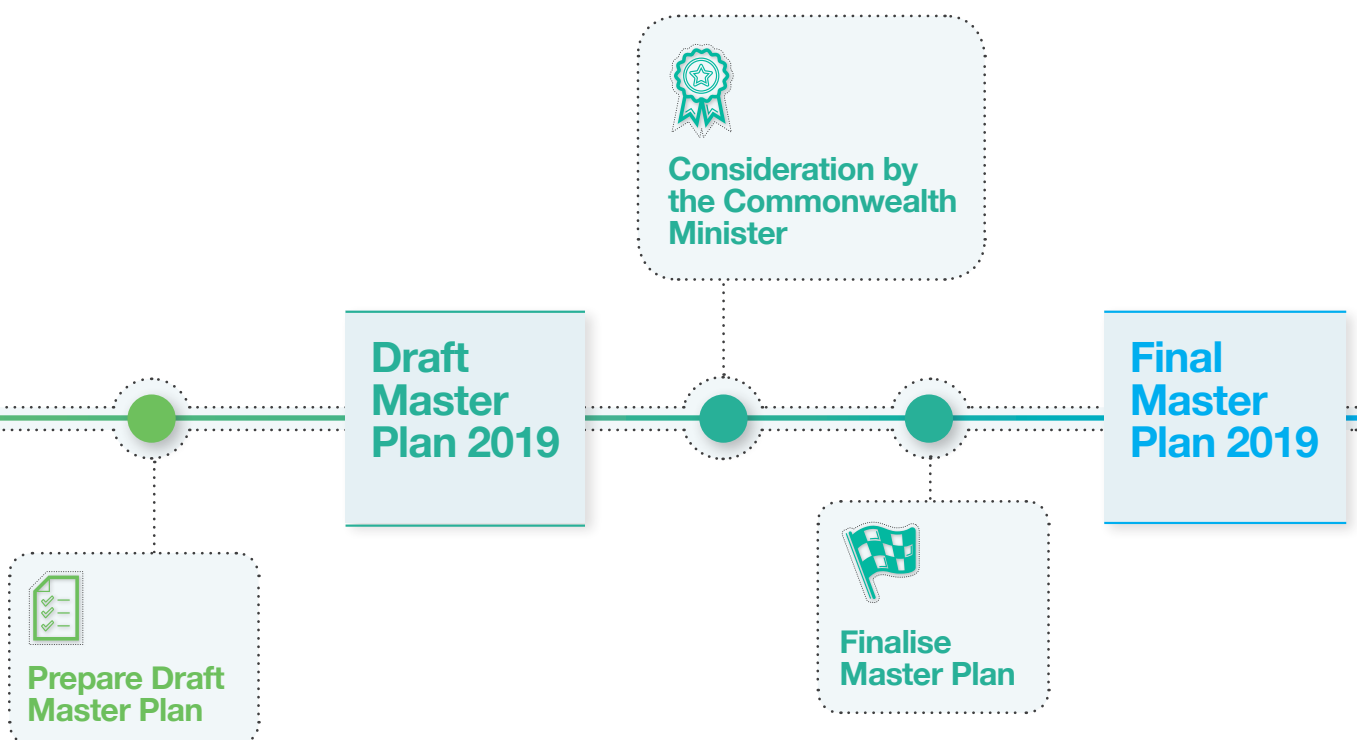 Prepare Draft
Master Plan
Draft
Master
Plan 2019
Consideration by
the Commonwealth
Minister
Finalise
Master Plan
Final
Master
Plan 2019